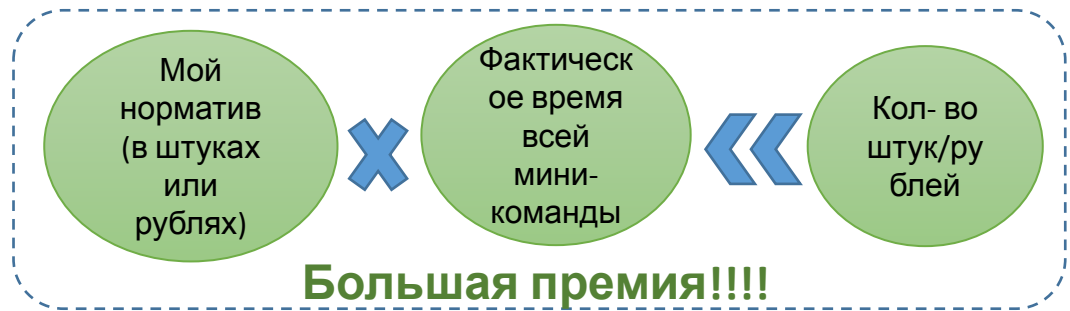 Мой
норматив
(в штуках
или
рублях)
Фактическ
ое время
всей
мини-
команды
Кол- во
штук/ру
блей
Большая премия!!!!